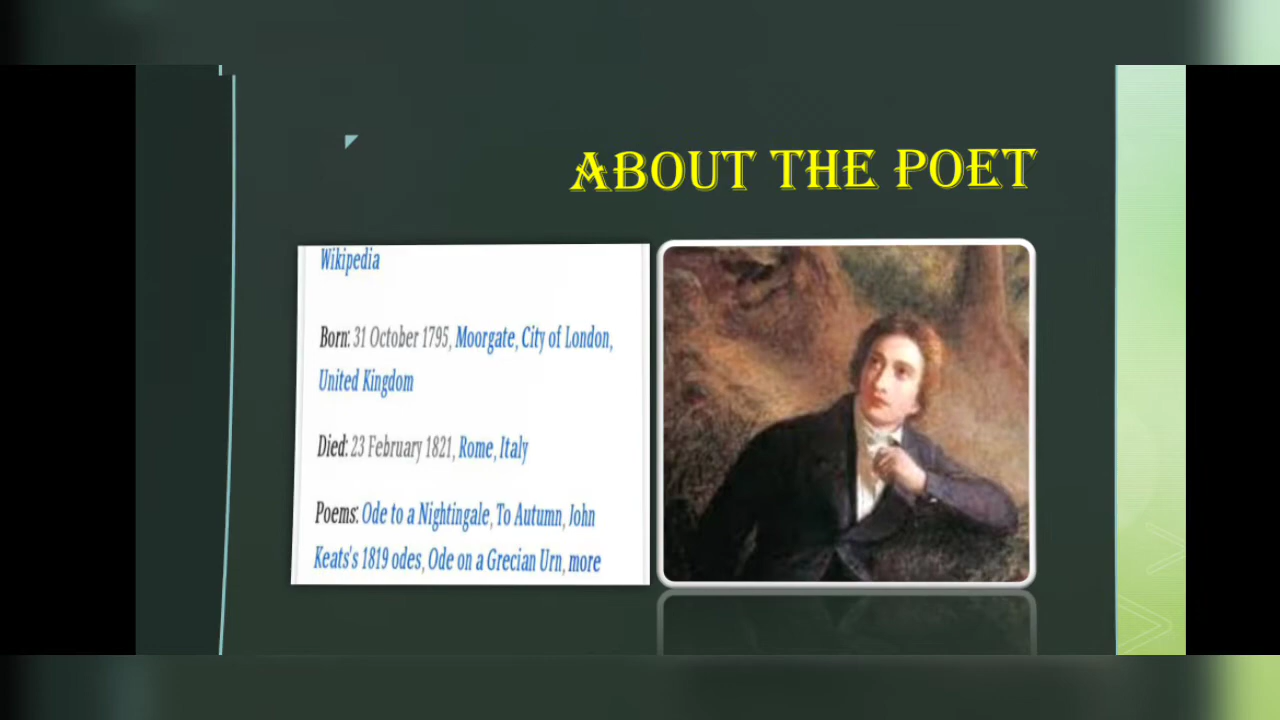 ABOUT THE POET
Wikipedia
Born: 31 October 1795, Moorgate, City of London,
United Kingdom
Died: 23 February 1821, Rome, Italy
Poems: Ode to a Nightingale, To Autumn, John
Keats's 1819 odes, Ode on a Grecian Urn, more